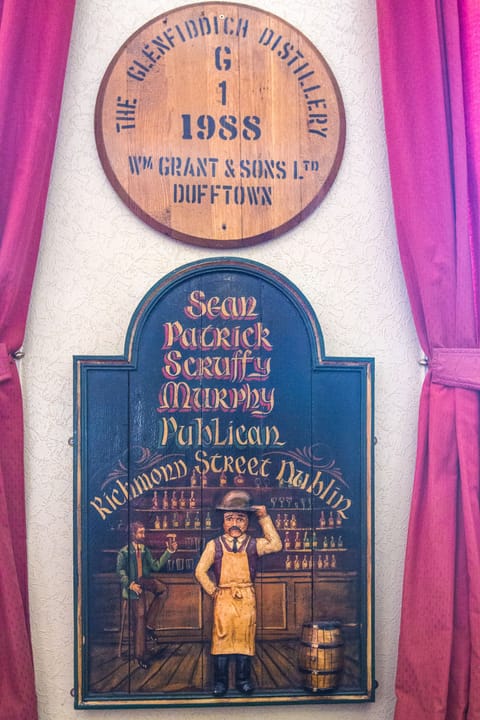 THE GLENFIDDICH DISTILLERY
G
1
1988
WM GRANT & SONS LTD
DUFFTOWN
Sean
Patrick
Scruffy
Murphy
Publican
Richmond Street Dublin